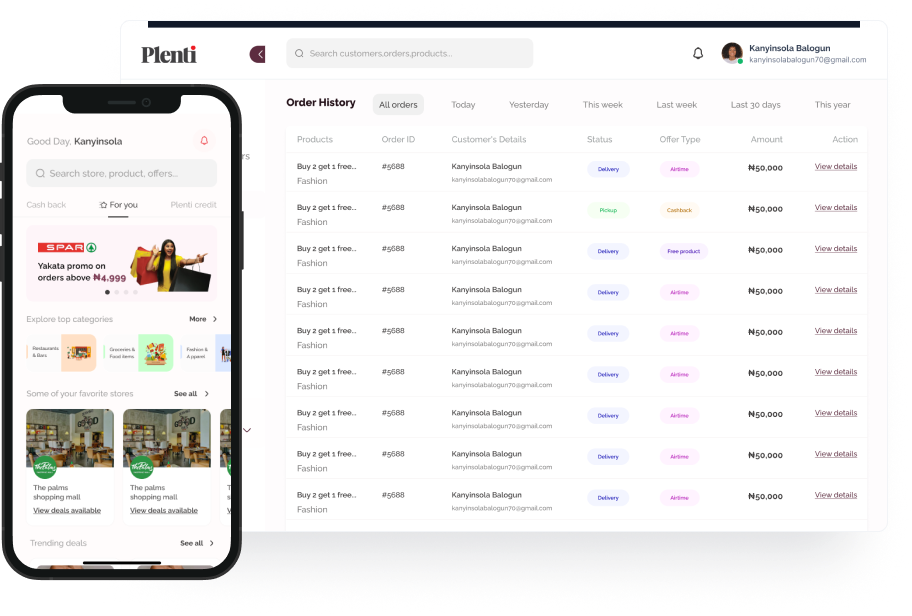 Plenti
Search customers,orders,products...
Kanyinsola Balogun
kanyinsolabalogun70@gmail.com
Order History
All orders
Today
Yesterday
This week
Last week
Last 30 days
This year
Products Order ID Customer's Details Status Offer Type Amount Action
Buy 2 get 1 free... #5688 Kanyinsola Balogun Delivery Airtime ₦50,000 View details
Fashion kanyinsolabalogun70@gmail.com
Buy 2 get 1 free... #5688 Kanyinsola Balogun Pickup Cashback ₦50,000 View details
Fashion kanyinsolabalogun70@gmail.com
Buy 2 get 1 free... #5688 Kanyinsola Balogun Delivery Free product ₦50,000 View details
Fashion kanyinsolabalogun70@gmail.com
Buy 2 get 1 free... #5688 Kanyinsola Balogun Delivery Airtime ₦50,000 View details
Fashion kanyinsolabalogun70@gmail.com
Buy 2 get 1 free... #5688 Kanyinsola Balogun Delivery Airtime ₦50,000 View details
Fashion kanyinsolabalogun70@gmail.com
Buy 2 get 1 free... #5688 Kanyinsola Balogun Delivery Airtime ₦50,000 View details
Fashion kanyinsolabalogun70@gmail.com
Buy 2 get 1 free... #5688 Kanyinsola Balogun Delivery Airtime ₦50,000 View details
Fashion kanyinsolabalogun70@gmail.com
Buy 2 get 1 free... #5688 Kanyinsola Balogun Delivery Airtime ₦50,000 View details
Fashion kanyinsolabalogun70@gmail.com
Buy 2 get 1 free... #5688 Kanyinsola Balogun Delivery Airtime ₦50,000 View details
Fashion kanyinsolabalogun70@gmail.com
rs
Good Day, Kanyinsola
Search store, product, offers...
Cash back
For you
Plenti credit
SPAR
Yakata promo on
orders above ₦4,999
Explore top categories
More
Restaurants
& Bars
Groceries &
Food items
Fashion &
Apparel
Some of your favorite stores
See all
The Palms
The palms
shopping mall
View deals available
The Palms
The palms
shopping mall
View deals available
Trending deals
See all